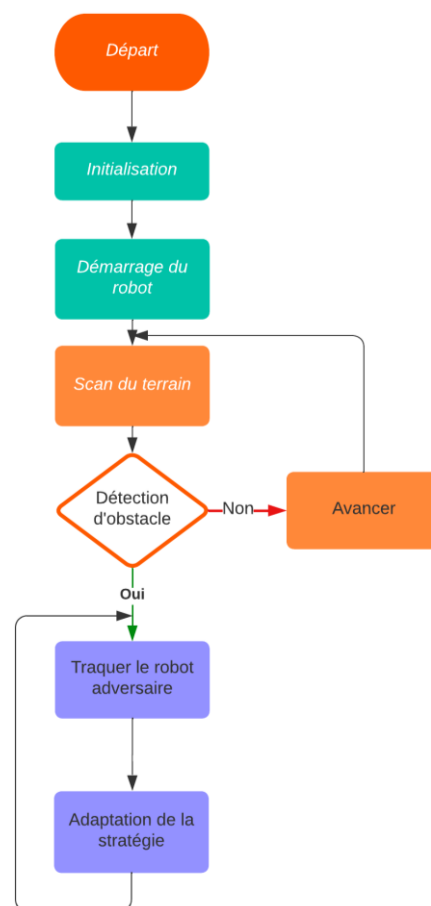 Départ
Initialisation
Démarrage du
robot
Scan du terrain
Détection
d'obstacle
Non
Avancer
Oui
Traquer le robot
adversaire
Adaptation de la
stratégie